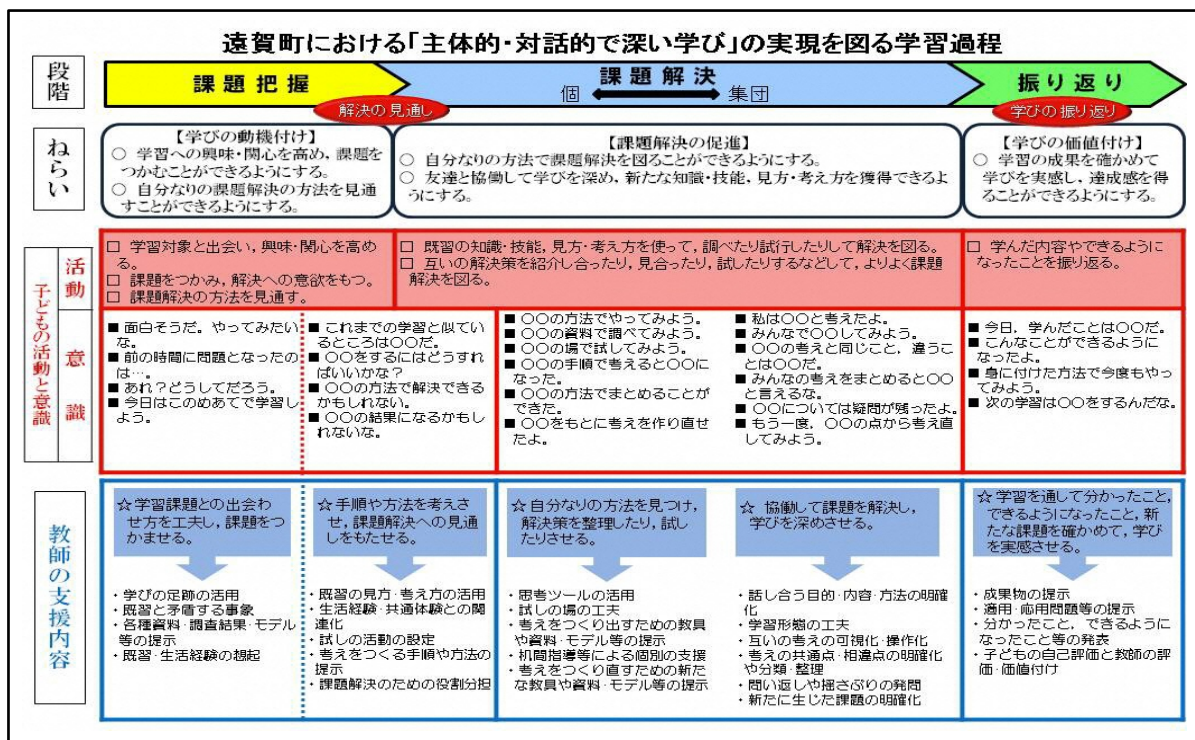 遠賀町における「主体的・対話的で深い学び」の実現を図る学習過程
段階
課題把握
課題解決
個
集団
振り返り
解決の見通し
学びの振り返り
ねらい
【学びの動機付け】
○ 学習への興味・関心を高め,課題を
つかむことができるようにする。
○ 自分なりの課題解決の方法を見通
すことができるようにする。
【課題解決の促進】
○ 自分なりの方法で課題解決を図ることができるようにする。
○ 友達と協働して学びを深め,新たな知識・技能,見方・考え方を獲得できるよ
うにする。
【学びの価値付け】
○ 学習の成果を確かめて
学びを実感し,達成感を得
ることができるようにする。
子どもの活動と意識
活動
□ 学習対象と出会い,興味・関心を高め
る。
□ 課題をつかみ,解決への意欲をもつ。
□ 課題解決の方法を見通す。
□ 既習の知識・技能,見方・考え方を使って,調べたり試行したりして解決を図る。
□ 互いの解決策を紹介し合ったり,見合ったり,試したりするなどして,よりよく課題
解決を図る。
□ 学んだ内容やできるように
なったことを振り返る。
意識
■ 面白そうだ。やってみたい
な。
■ 前の時間に問題となったの
は…。
■ あれ?どうしてだろう。
■ 今日はこのめあてで学習し
よう。
■ これまでの学習と似てい
るところは〇〇だ。
■ 〇〇をするにはどうすれ
ばいいかな?
■ 〇〇の方法で解決できる
かもしれない。
■ 〇〇の結果になるかもし
れないな。
■ 〇〇の方法でやってみよう。
■ 〇〇の資料で調べてみよう。
■ 〇〇の場で試してみよう。
■ 〇〇の手順で考えると〇〇に
なった。
■ 〇〇の方法でまとめることが
できた。
■ 〇〇をもとに考えを作り直せ
たよ。
■ 私は〇〇と考えたよ。
■ みんなで〇〇してみよう。
■ 〇〇の考えと同じこと,違うこ
とは〇〇だ。
■ みんなの考えをまとめると〇〇
と言えるな。
■ 〇〇については疑問が残ったよ。
■ もう一度,〇〇の点から考え直
してみよう。
■ 今日,学んだことは〇〇だ。
■ こんなことができるように
なったよ。
■ 身に付けた方法で今度もやっ
てみよう。
■ 次の学習は〇〇をするんだな。
教師の支援内容
☆ 学習課題との出会わ
せ方を工夫し,課題をつ
かませる。
☆ 手順や方法を考えさ
せ,課題解決への見通
しをもたせる。
☆ 自分なりの方法を見つけ,
解決策を整理したり,試し
たりさせる。
☆ 協働して課題を解決し,
学びを深めさせる。
☆ 学習を通して分かったこと,
できるようになったこと,新
たな課題を確かめて,学び
を実感させる。
・学びの足跡の活用
・既習と矛盾する事象
・各種資料・調査結果・モデル
等の提示
・既習・生活経験の想起
・既習の見方・考え方の活用
・生活経験・共通体験との関
連化
・試しの活動の設定
・考えをつくる手順や方法の
提示
・課題解決のための役割分担
・思考ツールの活用
・試しの場の工夫
・考えをつくり出すための教具
や資料・モデル等の提示
・机間指導等による個別の支援
・考えをつくり直すための新た
な教具や資料・モデル等の提示
・話し合う目的・内容・方法の明確
化
・学習形態の工夫
・互いの考えの可視化・操作化
・考えの共通点・相違点の明確化
や分類・整理
・問い返しや揺さぶりの発問
・新たに生じた課題の明確化
・成果物の提示
・適用・応用問題等の提示
・分かったこと,できるように
なったこと等の発表
・子どもの自己評価と教師の評
価・価値付け